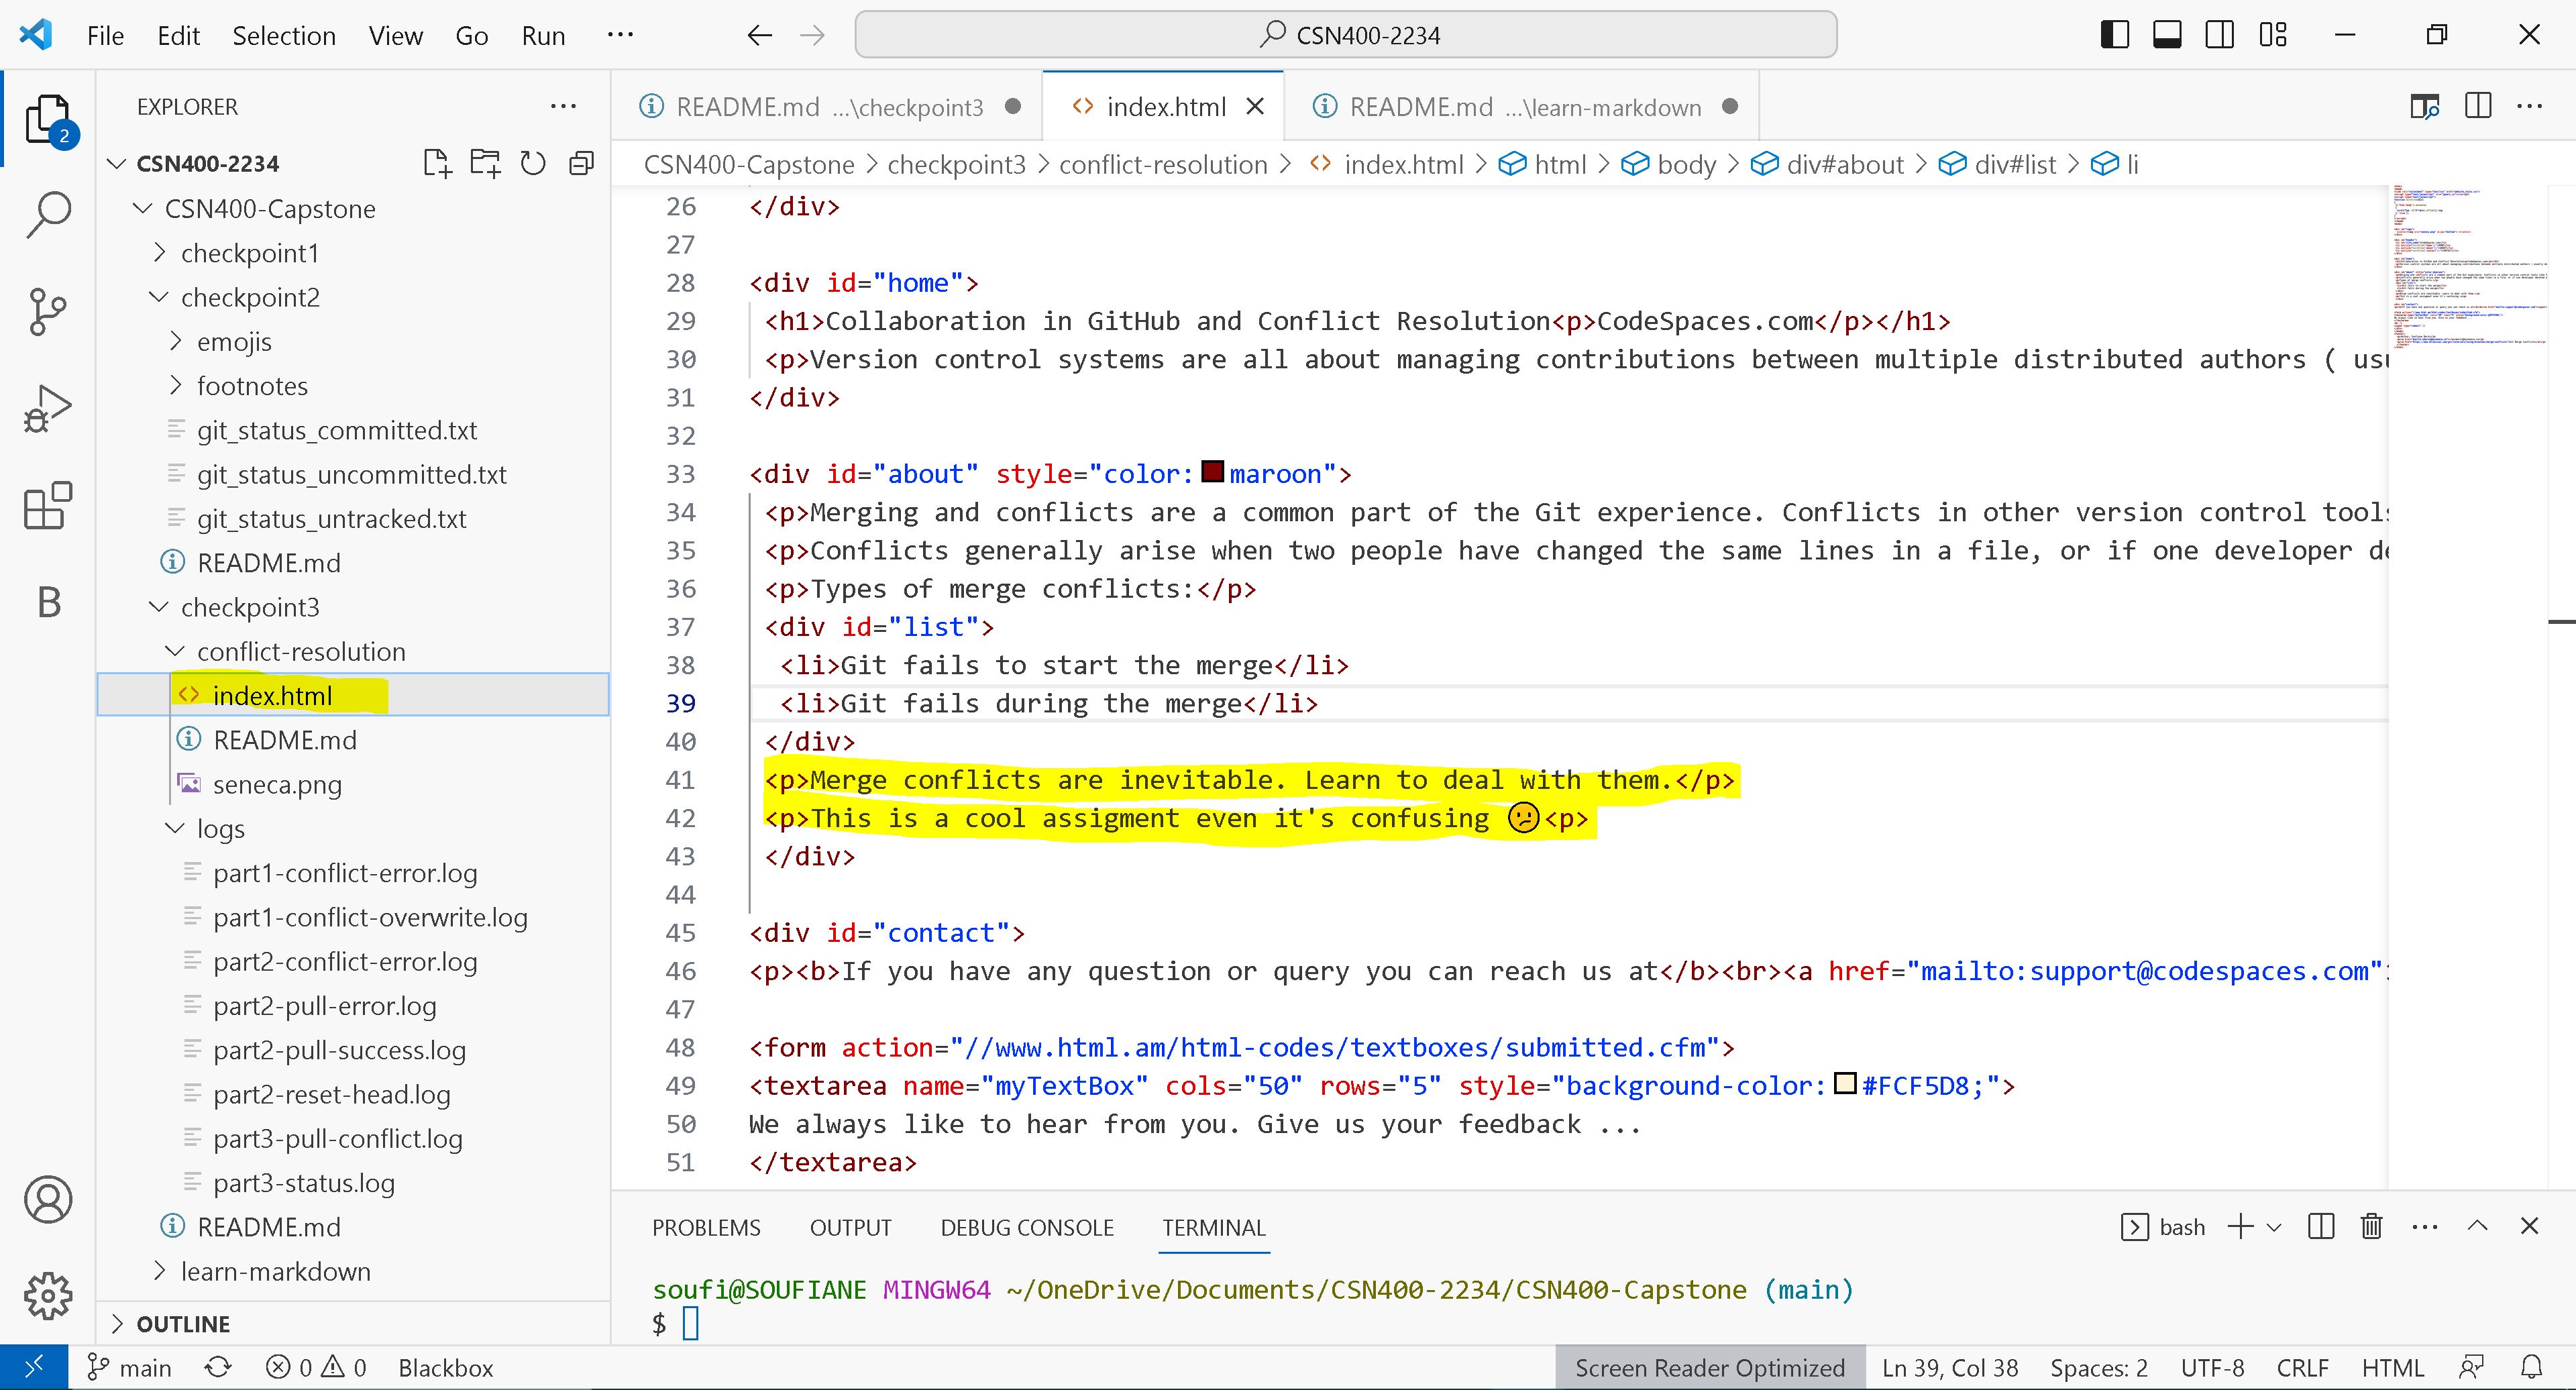 File Edit Selection View Go Run ... CSN400-2234
2
EXPLORER
CSN400-2234
CSN400-Capstone
checkpoint1
checkpoint2
emojis
footnotes
git_status_committed.txt
git_status_uncommitted.txt
git_status_untracked.txt
README.md
checkpoint3
conflict-resolution
index.html
README.md
seneca.png
logs
part1-conflict-error.log
part1-conflict-overwrite.log
part2-conflict-error.log
part2-pull-error.log
part2-pull-success.log
part2-reset-head.log
part3-pull-conflict.log
part3-status.log
README.md
learn-markdown
OUTLINE
B
README.md ...\checkpoint3 index.html README.md ...\learn-markdown
CSN400-Capstone > checkpoint3 > conflict-resolution > index.html > html > body > div#about > div#list > li
26 </div>
27
28 <div id="home">
29 <h1>Collaboration in GitHub and Conflict Resolution<p>CodeSpaces.com</p></h1>
30 <p>Version control systems are all about managing contributions between multiple distributed authors ( usu
31 </div>
32
33 <div id="about" style="color: maroon">
34 <p>Merging and conflicts are a common part of the Git experience. Conflicts in other version control tools
35 <p>Conflicts generally arise when two people have changed the same lines in a file, or if one developer de
36 <p>Types of merge conflicts:</p>
37 <div id="list">
38 <li>Git fails to start the merge</li>
39 <li>Git fails during the merge</li>
40 </div>
41 <p>Merge conflicts are inevitable. Learn to deal with them.</p>
42 <p>This is a cool assigment even it's confusing 😕<p>
43 </div>
44
45 <div id="contact">
46 <p><b>If you have any question or query you can reach us at</b><br><a href="mailto:support@codespaces.com">
47
48 <form action="//www.html.am/html-codes/textboxes/submitted.cfm">
49 <textarea name="myTextBox" cols="50" rows="5" style="background-color: #FCF5D8;">
50 We always like to hear from you. Give us your feedback ...
51 </textarea>
PROBLEMS OUTPUT DEBUG CONSOLE TERMINAL bash
soufi@SOUFIANE MINGW64 ~/OneDrive/Documents/CSN400-2234/CSN400-Capstone (main)
$
main 0 0 Blackbox Screen Reader Optimized Ln 39, Col 38 Spaces: 2 UTF-8 CRLF HTML